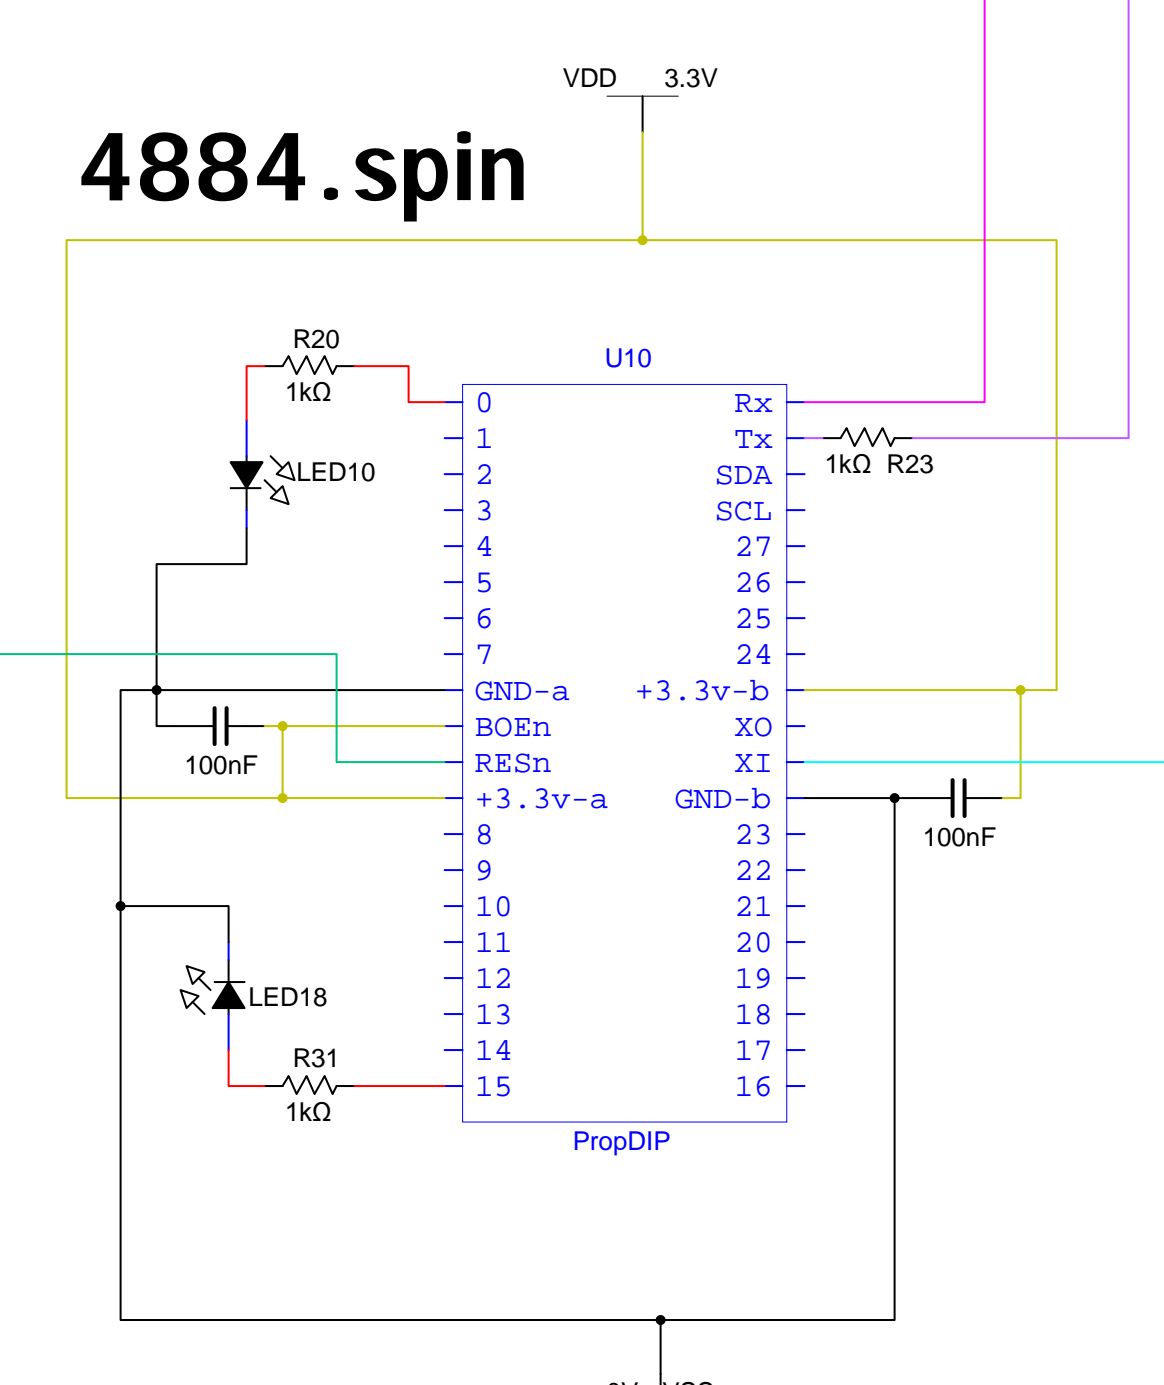 VDD 3.3V
4884.spin
R20
1kΩ
U10
LED10
0 Rx
1 Tx
1kΩ R23
2 SDA
3 SCL
4 27
5 26
6 25
7 24
GND-a +3.3v-b
BOEn XO
100nF
RESn XI
+3.3v-a GND-b
100nF
8 23
9 22
10 21
11 20
12 19
LED18
13 18
14 17
R31
15 16
1kΩ
PropDIP